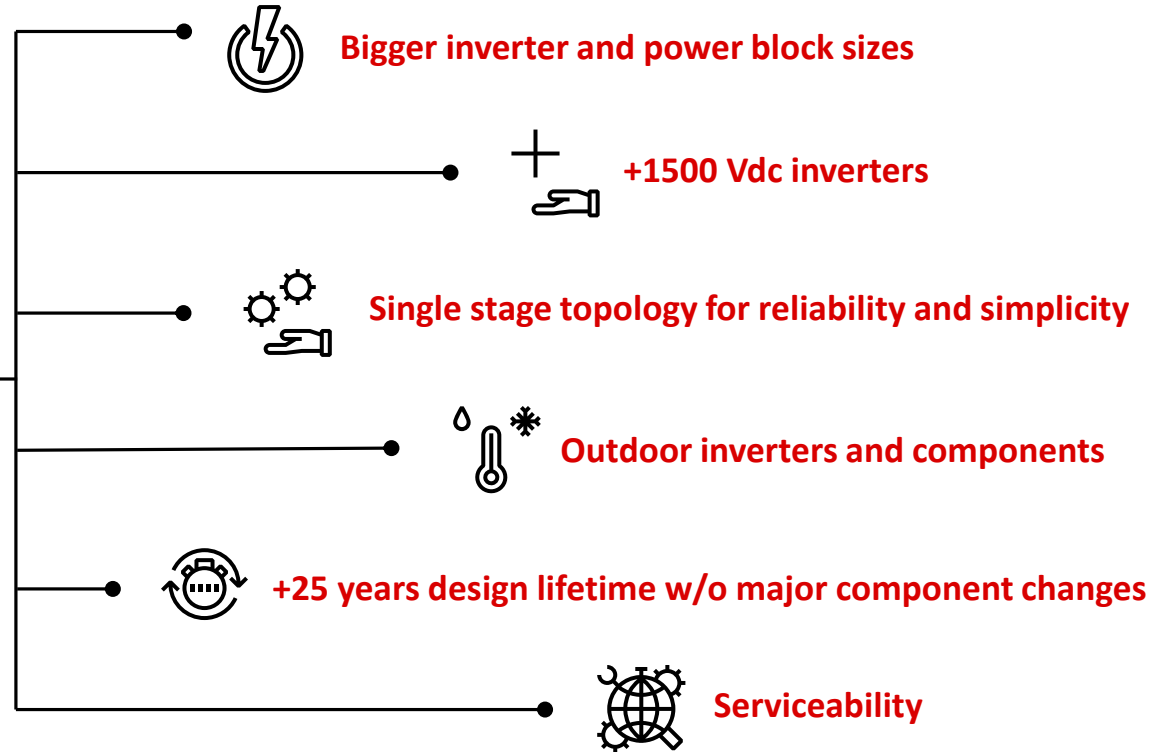 Bigger inverter and power block sizes
+1500 Vdc inverters
Single stage topology for reliability and simplicity
Outdoor inverters and components
+25 years design lifetime w/o major component changes
Serviceability